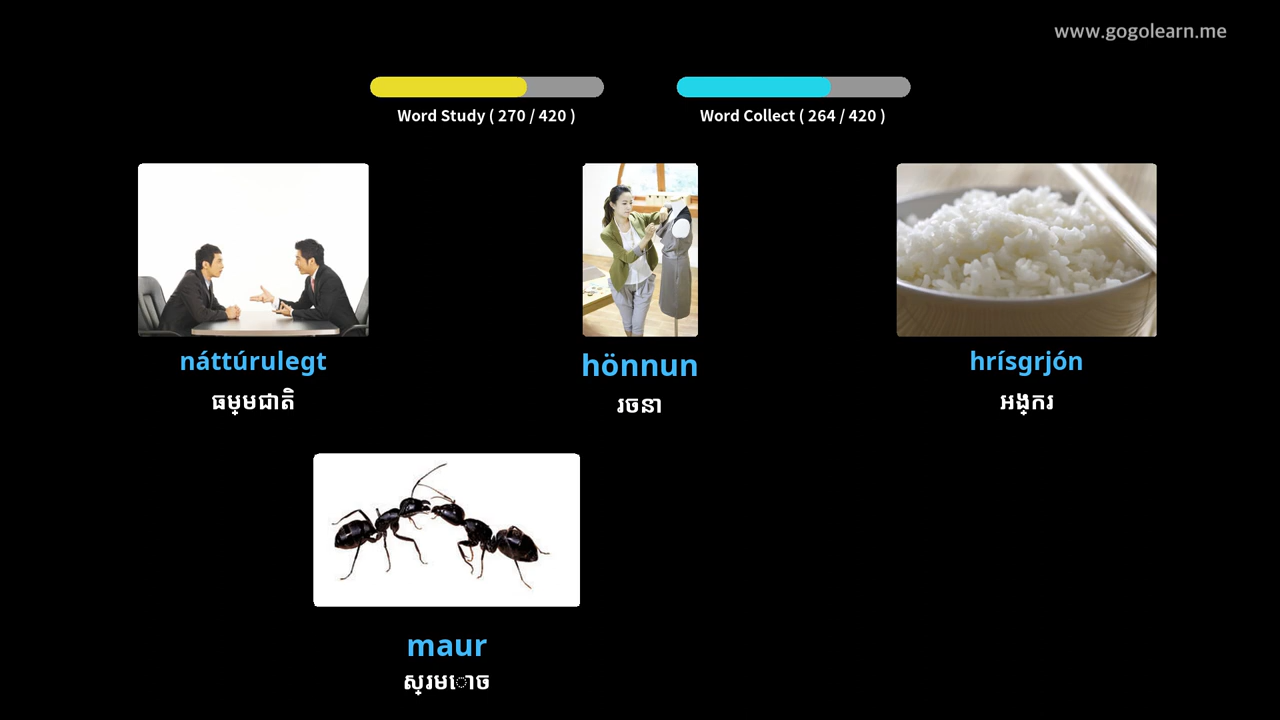 www.gogolearn.me
Word Study ( 270 / 420 )
Word Collect ( 264 / 420 )
náttúrulegt
ធម្មជាតិ
hönnun
រចនា
hrísgrjón
អង្ករ
maur
ស្រមោច